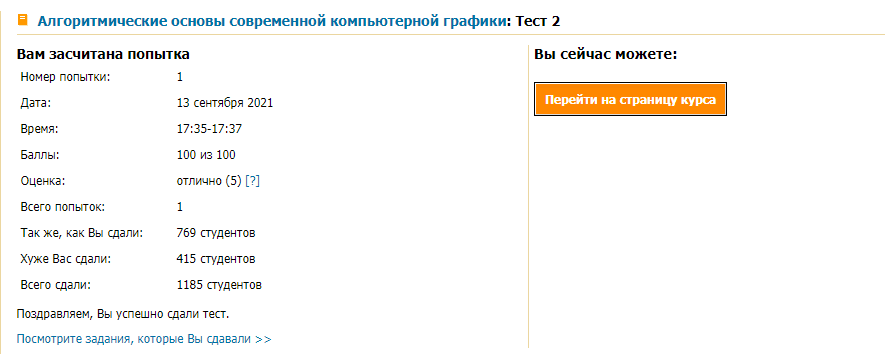 Алгоритмические основы современной компьютерной графики: Тест 2
Вам засчитана попытка
Номер попытки: 1
Дата: 13 сентября 2021
Время: 17:35-17:37
Баллы: 100 из 100
Оценка: отлично (5) [?]
Всего попыток: 1
Так же, как Вы сдали: 769 студентов
Хуже Вас сдали: 415 студентов
Всего сдали: 1185 студентов
Поздравляем, Вы успешно сдали тест.
Посмотрите задания, которые Вы сдавали >>
Вы сейчас можете:
Перейти на страницу курса